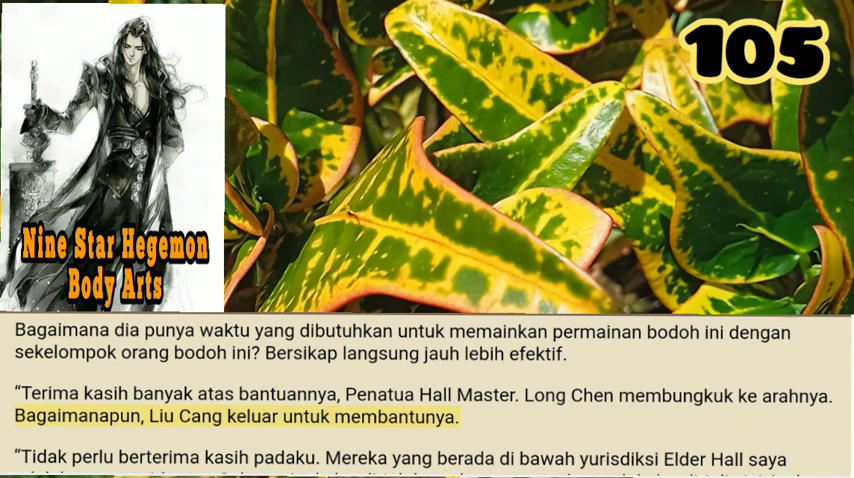 105
Nine Star Hegemon
Body Arts
Bagaimana dia punya waktu yang dibutuhkan untuk memainkan permainan bodoh ini dengan
sekelompok orang bodoh ini? Bersikap langsung jauh lebih efektif.
“Terima kasih banyak atas bantuannya, Penatua Hall Master. Long Chen membungkuk ke arahnya.
Bagaimanapun, Liu Cang keluar untuk membantunya.
“Tidak perlu berterima kasih padaku. Mereka yang berada di bawah yurisdiksi Elder Hall saya